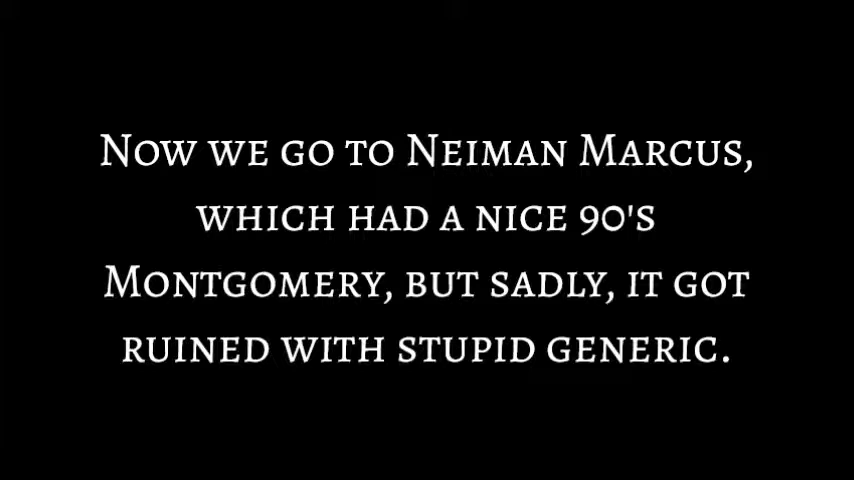 Now we go to Neiman Marcus,
which had a nice 90's
Montgomery, but sadly, it got
ruined with stupid generic.